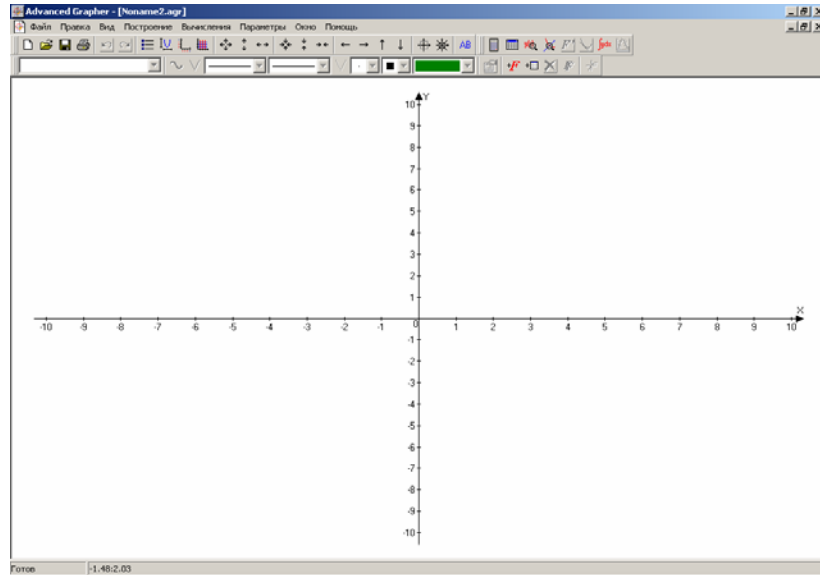 Advanced Grapher - [Noname2.agr]
Файл Правка Вид Построение Вычисления Параметры Окно Помощь
AB
Y
10
9
8
7
6
5
4
3
2
1
X
-10 -9 -8 -7 -6 -5 -4 -3 -2 -1 0 1 2 3 4 5 6 7 8 9 10
-1
-2
-3
-4
-5
-6
-7
-8
-9
-10
Готов -1.48:2.03